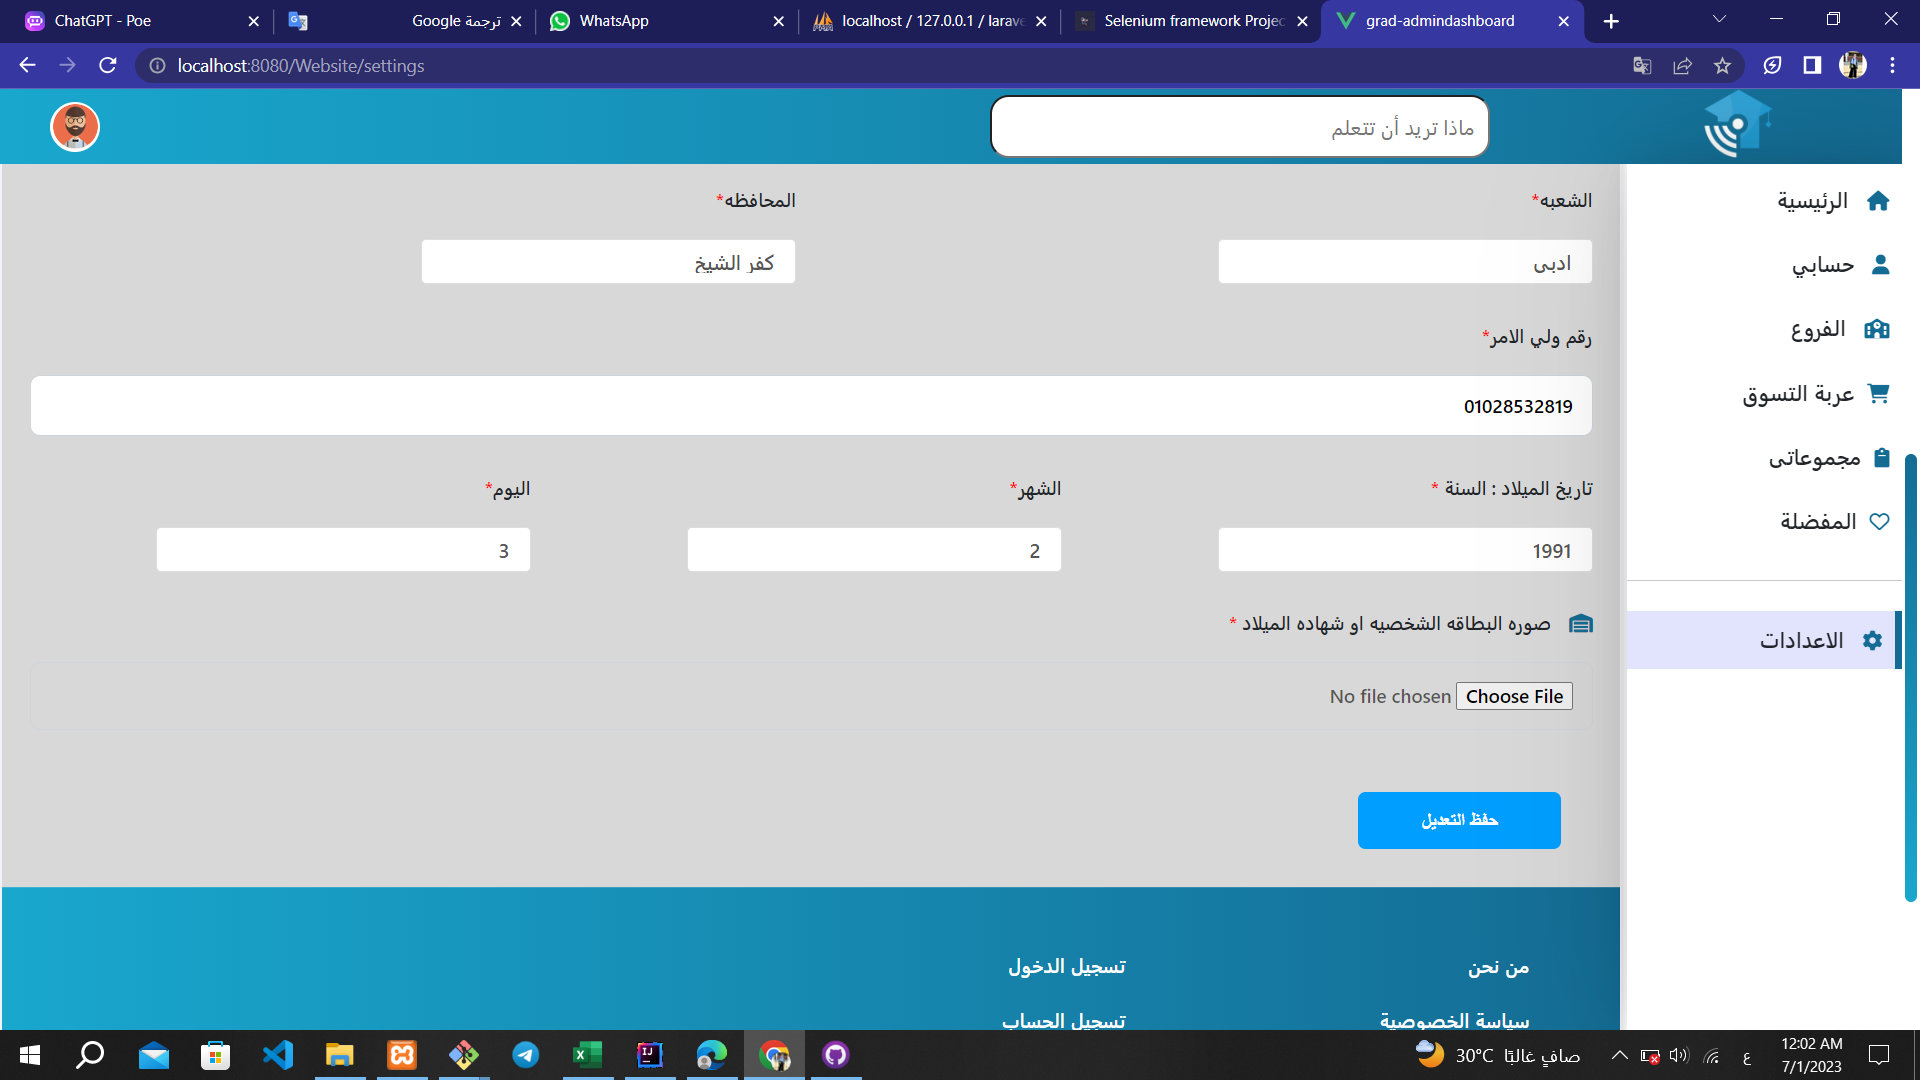 ChatGPT - Poe
ترجمة Google
WhatsApp
localhost / 127.0.0.1 / larave
Selenium framework Projec
grad-admindashboard
localhost:8080/Website/settings
ماذا تريد أن تتعلم
الرئيسية
حسابي
الفروع
عربة التسوق
مجموعاتى
المفضلة
الاعدادات
الشعبه*
المحافظه*
ادبى
كفر الشيخ
رقم ولي الامر*
01028532819
تاريخ الميلاد : السنة *
الشهر*
اليوم*
1991
2
3
صوره البطاقه الشخصيه او شهاده الميلاد *
Choose File No file chosen
حفظ التعديل
من نحن
تسجيل الدخول
سياسة الخصوصية
تسجيل الحساب
30°C صافٍ غالبًا
ع
12:02 AM
7/1/2023